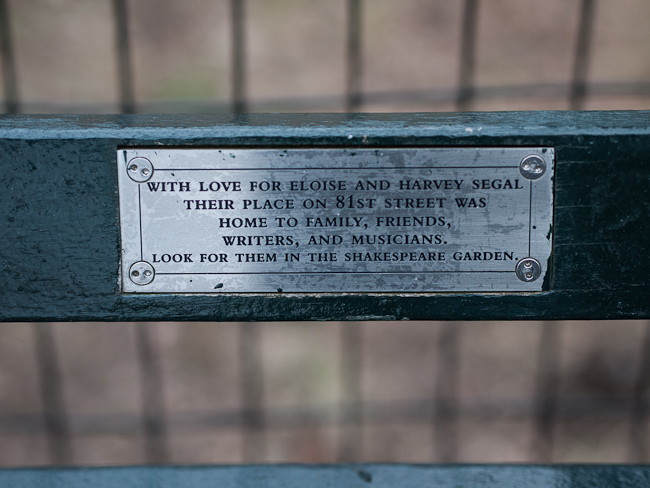 WITH LOVE FOR ELOISE AND HARVEY SEGAL
THEIR PLACE ON 81ST STREET WAS
HOME TO FAMILY, FRIENDS,
WRITERS, AND MUSICIANS.
LOOK FOR THEM IN THE SHAKESPEARE GARDEN.